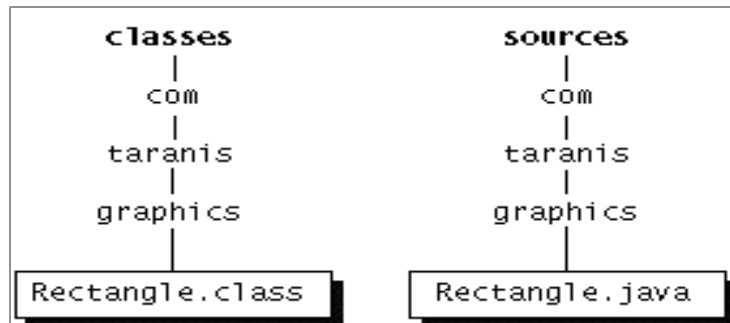 classes
com
taranis
graphics
Rectangle.class
sources
com
taranis
graphics
Rectangle.java